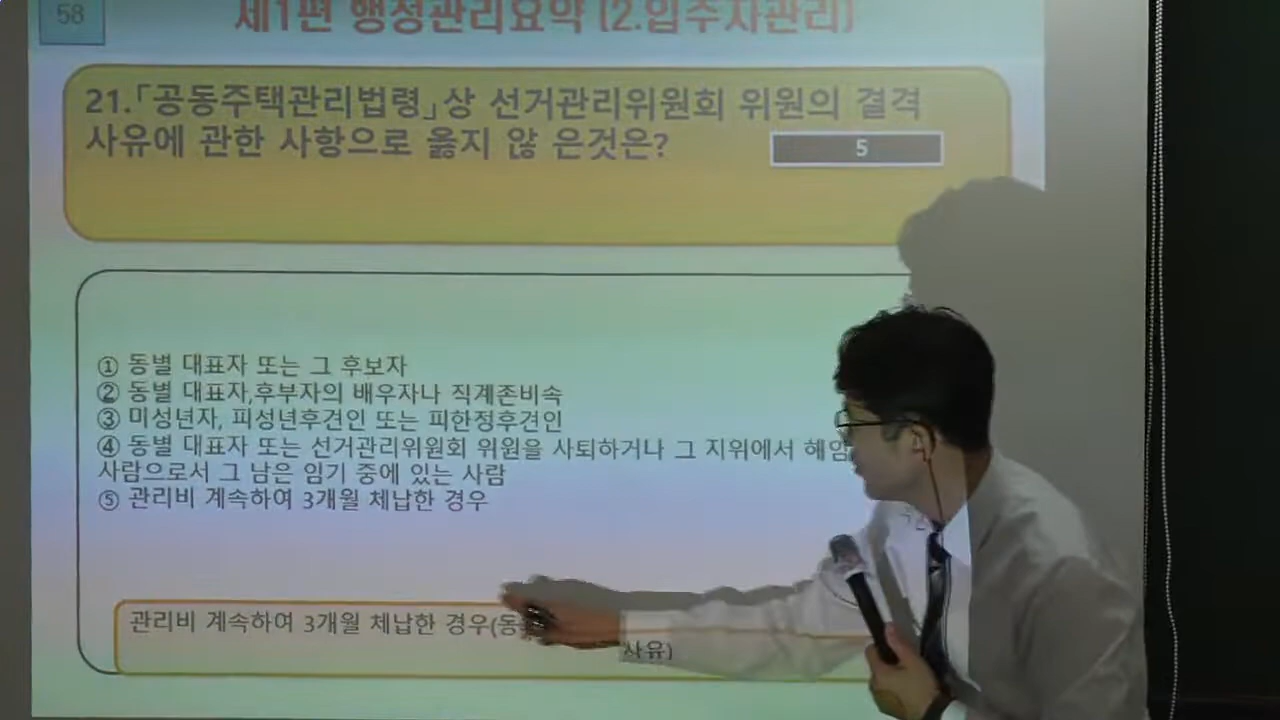 58
제1편 행정관리요약 [2.입주자관리]
21.「공동주택관리법령」상 선거관리위원회 위원의 결격
사유에 관한 사항으로 옳지 않 은것은?
5
① 동별 대표자 또는 그 후보자
② 동별 대표자,후부자의 배우자나 직계존비속
③ 미성년자, 피성년후견인 또는 피한정후견인
④ 동별 대표자 또는 선거관리위원회 위원을 사퇴하거나 그 지위에서 해임
사람으로서 그 남은 임기 중에 있는 사람
⑤ 관리비 계속하여 3개월 체납한 경우
관리비 계속하여 3개월 체납한 경우(동
사유)